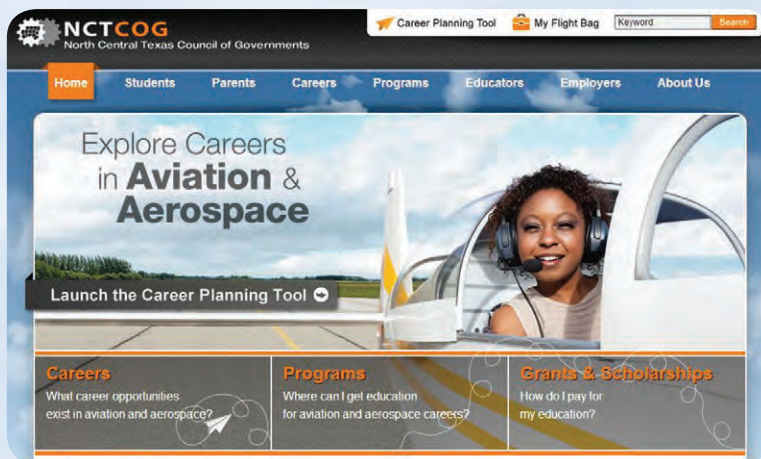 NCTCOG
North Central Texas Council of Governments
Career Planning Tool
My Flight Bag
Keyword
Search
Home
Students
Parents
Careers
Programs
Educators
Employers
About Us
Explore Careers
in Aviation &
Aerospace
Launch the Career Planning Tool
Careers
What career opportunities
exist in aviation and aerospace?
Programs
Where can I get education
for aviation and aerospace careers?
Grants & Scholarships
How do I pay for
my education?